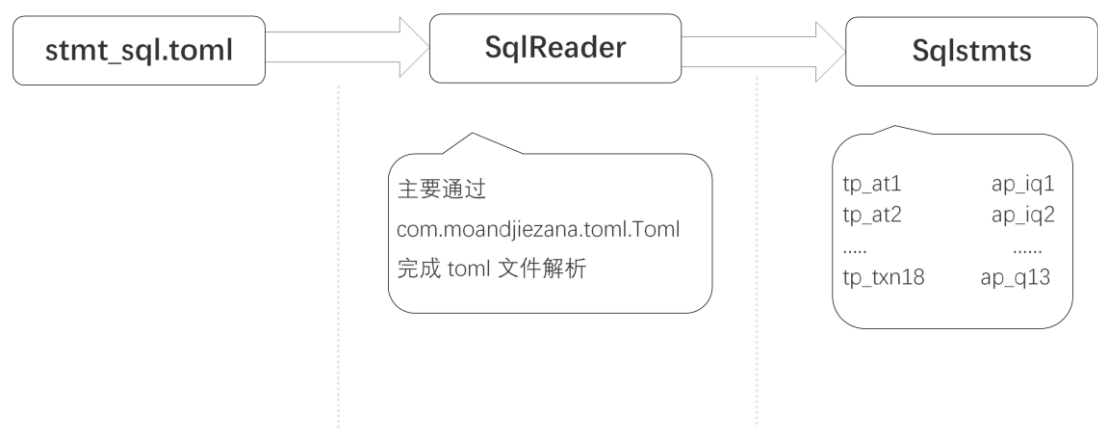 stmt_sql.toml
SqlReader
Sqlstmts
主要通过
com.moandjiezana.toml.Toml
完成 toml 文件解析
tp_at1 ap_iq1
tp_at2 ap_iq2
..... ......
tp_txn18 ap_q13